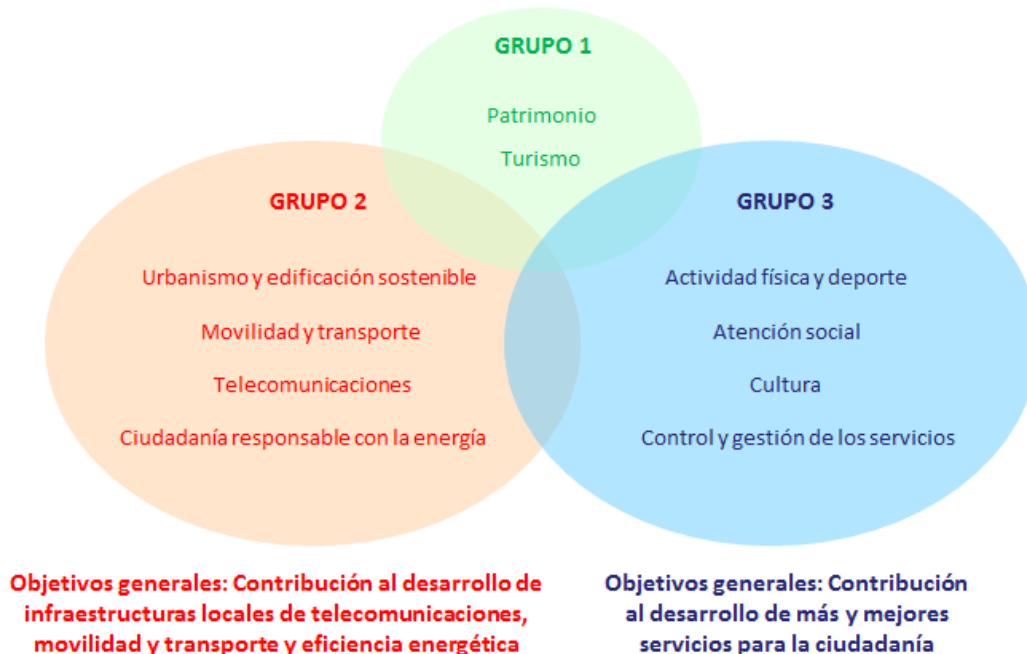 GRUPO 1
Patrimonio
Turismo
GRUPO 2
Urbanismo y edificación sostenible
Movilidad y transporte
Telecomunicaciones
Ciudadanía responsable con la energía
GRUPO 3
Actividad física y deporte
Atención social
Cultura
Control y gestión de los servicios
Objetivos generales: Contribución al desarrollo de
infraestructuras locales de telecomunicaciones,
movilidad y transporte y eficiencia energética
Objetivos generales: Contribución
al desarrollo de más y mejores
servicios para la ciudadanía